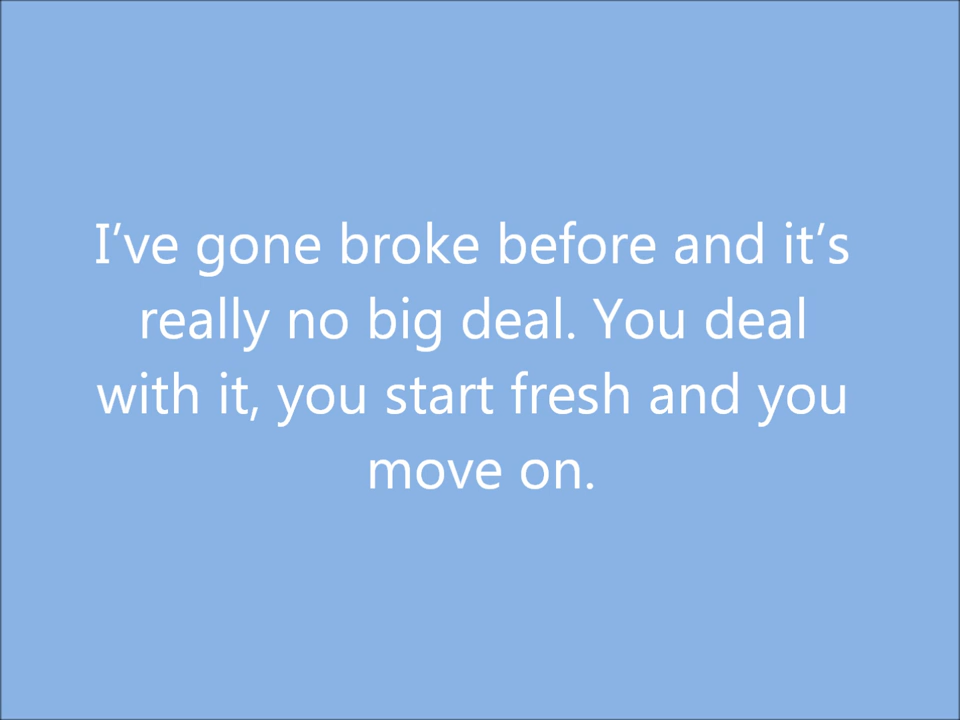 I’ve gone broke before and it’s
really no big deal. You deal
with it, you start fresh and you
move on.